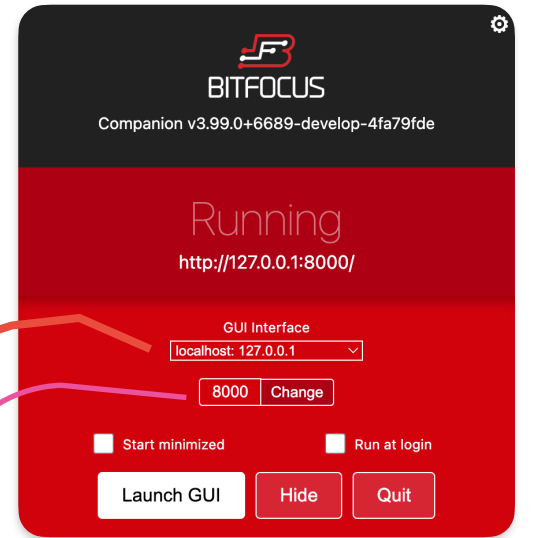 BITFOCUS
Companion v3.99.0+6689-develop-4fa79fde
Running
http://127.0.0.1:8000/
GUI Interface
localhost: 127.0.0.1
8000 Change
Start minimized Run at login
Launch GUI Hide Quit